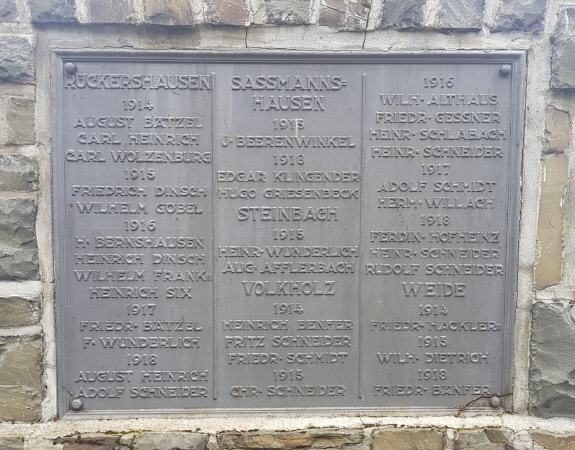 RÜCKERSHAUSEN
1914
AUGUST BÄTZEL
CARL HEINRICH
CARL WOLZENBURG
1915
FRIEDRICH DINSCH
WILHELM GÖBEL
1916
H. BERNSHAUSEN
HEINRICH DINSCH
WILHELM FRANK
HEINRICH SIX
1917
FRIEDR. BÄTZEL
F. WUNDERLICH
1918
AUGUST HEINRICH
ADOLF SCHNEIDER
SASSMANNS-
HAUSEN
1915
J. BEERENWINKEL
1918
EDGAR KLINGENDER
HUGO GRIESENBECK
STEINBACH
1915
HEINR. WUNDERLICH
AUG. AFFLERBACH
VOLKHOLZ
1914
HEINRICH BENFER
FRITZ SCHNEIDER
FRIEDR. SCHMIDT
1915
CHR. SCHNEIDER
1916
WILH. ALTHAUS
FRIEDR. GESSNER
HEINR. SCHLABACH
HEINR. SCHNEIDER
1917
ADOLF SCHMIDT
HERM. WILLACH
1918
FERDIN. HOFHEINZ
HEINR. SCHNEIDER
RUDOLF SCHNEIDER
WEIDE
1914
FRIEDR. HACKLER
1915
WILH. DIETRICH
1918
FRIEDR. BÄNFER